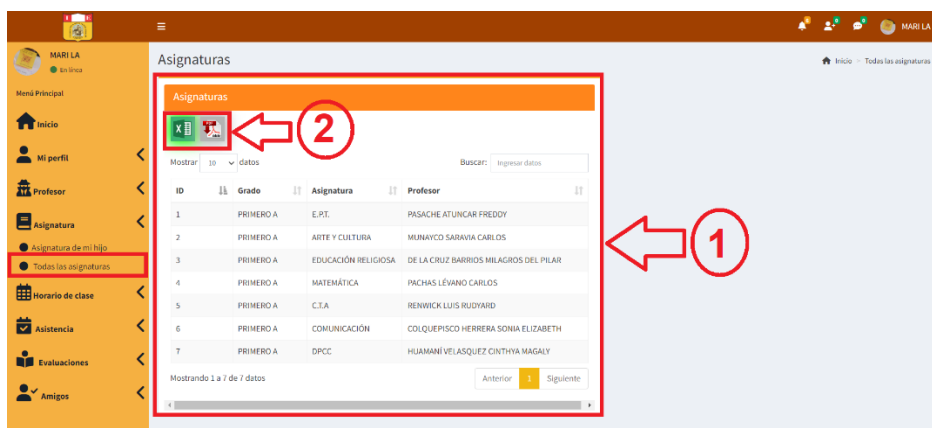 MARI LA
MARI LA
En línea
Asignaturas
Inicio
Todas las asignaturas
Menú Principal
Inicio
Mi perfil
Profesor
Asignatura
Asignatura de mi hijo
Todas las asignaturas
Horario de clase
Asistencia
Evaluaciones
Amigos
Asignaturas
2
Mostrar 10 datos
Buscar: Ingresar datos
ID Grado Asignatura Profesor
1 PRIMERO A E.P.T. PASACHE ATUNCAR FREDDY
2 PRIMERO A ARTE Y CULTURA MUNAYCO SARAVIA CARLOS
3 PRIMERO A EDUCACIÓN RELIGIOSA DE LA CRUZ BARRIOS MILAGROS DEL PILAR
4 PRIMERO A MATEMÁTICA PACHAS LÉVANO CARLOS
5 PRIMERO A C.T.A RENWICK LUIS RUDYARD
6 PRIMERO A COMUNICACIÓN COLQUEPISCO HERRERA SONIA ELIZABETH
7 PRIMERO A DPCC HUAMANÍ VELASQUEZ CINTHYA MAGALY
1
Mostrando 1 a 7 de 7 datos
Anterior 1 Siguiente